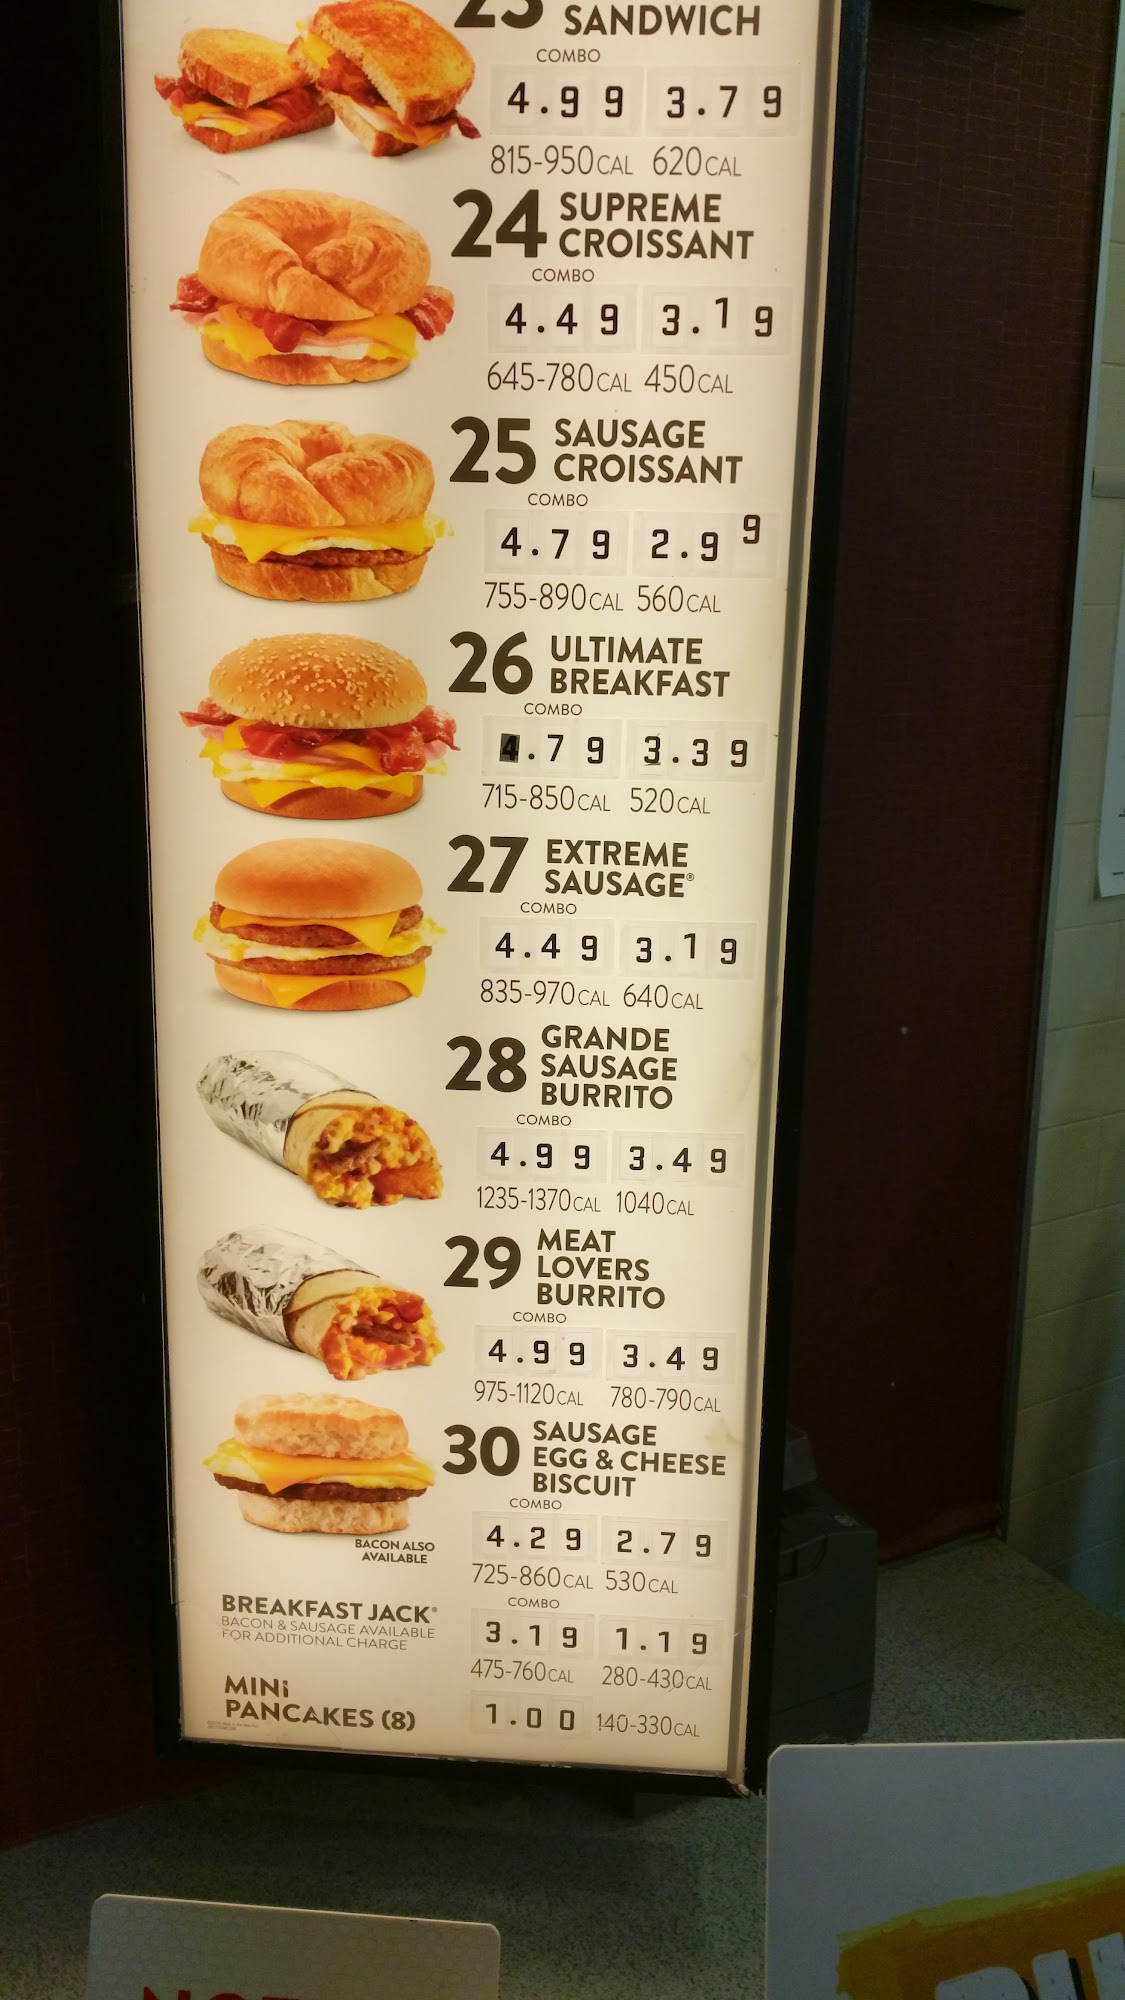 23 SANDWICH
COMBO
4.99 3.79
815-950CAL 620CAL
24 SUPREME
CROISSANT
COMBO
4.49 3.19
645-780CAL 450CAL
25 SAUSAGE
CROISSANT
COMBO
4.79 2.99
755-890CAL 560CAL
26 ULTIMATE
BREAKFAST
COMBO
4.79 3.39
715-850CAL 520CAL
27 EXTREME
SAUSAGE®
COMBO
4.49 3.19
835-970CAL 640CAL
28 GRANDE
SAUSAGE
BURRITO
COMBO
4.99 3.49
1235-1370CAL 1040CAL
29 MEAT
LOVERS
BURRITO
COMBO
4.99 3.49
975-1120CAL 780-790CAL
30 SAUSAGE
EGG & CHEESE
BISCUIT
COMBO
4.29 2.79
BACON ALSO
AVAILABLE
725-860CAL 530CAL
COMBO
BREAKFAST JACK®
BACON & SAUSAGE AVAILABLE
FOR ADDITIONAL CHARGE
3.19 1.19
475-760CAL 280-430CAL
MINI
PANCAKES (8)
1.00 140-330CAL